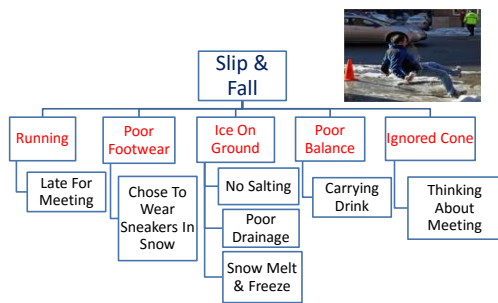 Slip &
Fall
Running
Poor
Footwear
Ice On
Ground
Poor
Balance
Ignored Cone
Late For
Meeting
Chose To
Wear
Sneakers In
Snow
No Salting
Poor
Drainage
Snow Melt
& Freeze
Carrying
Drink
Thinking
About
Meeting